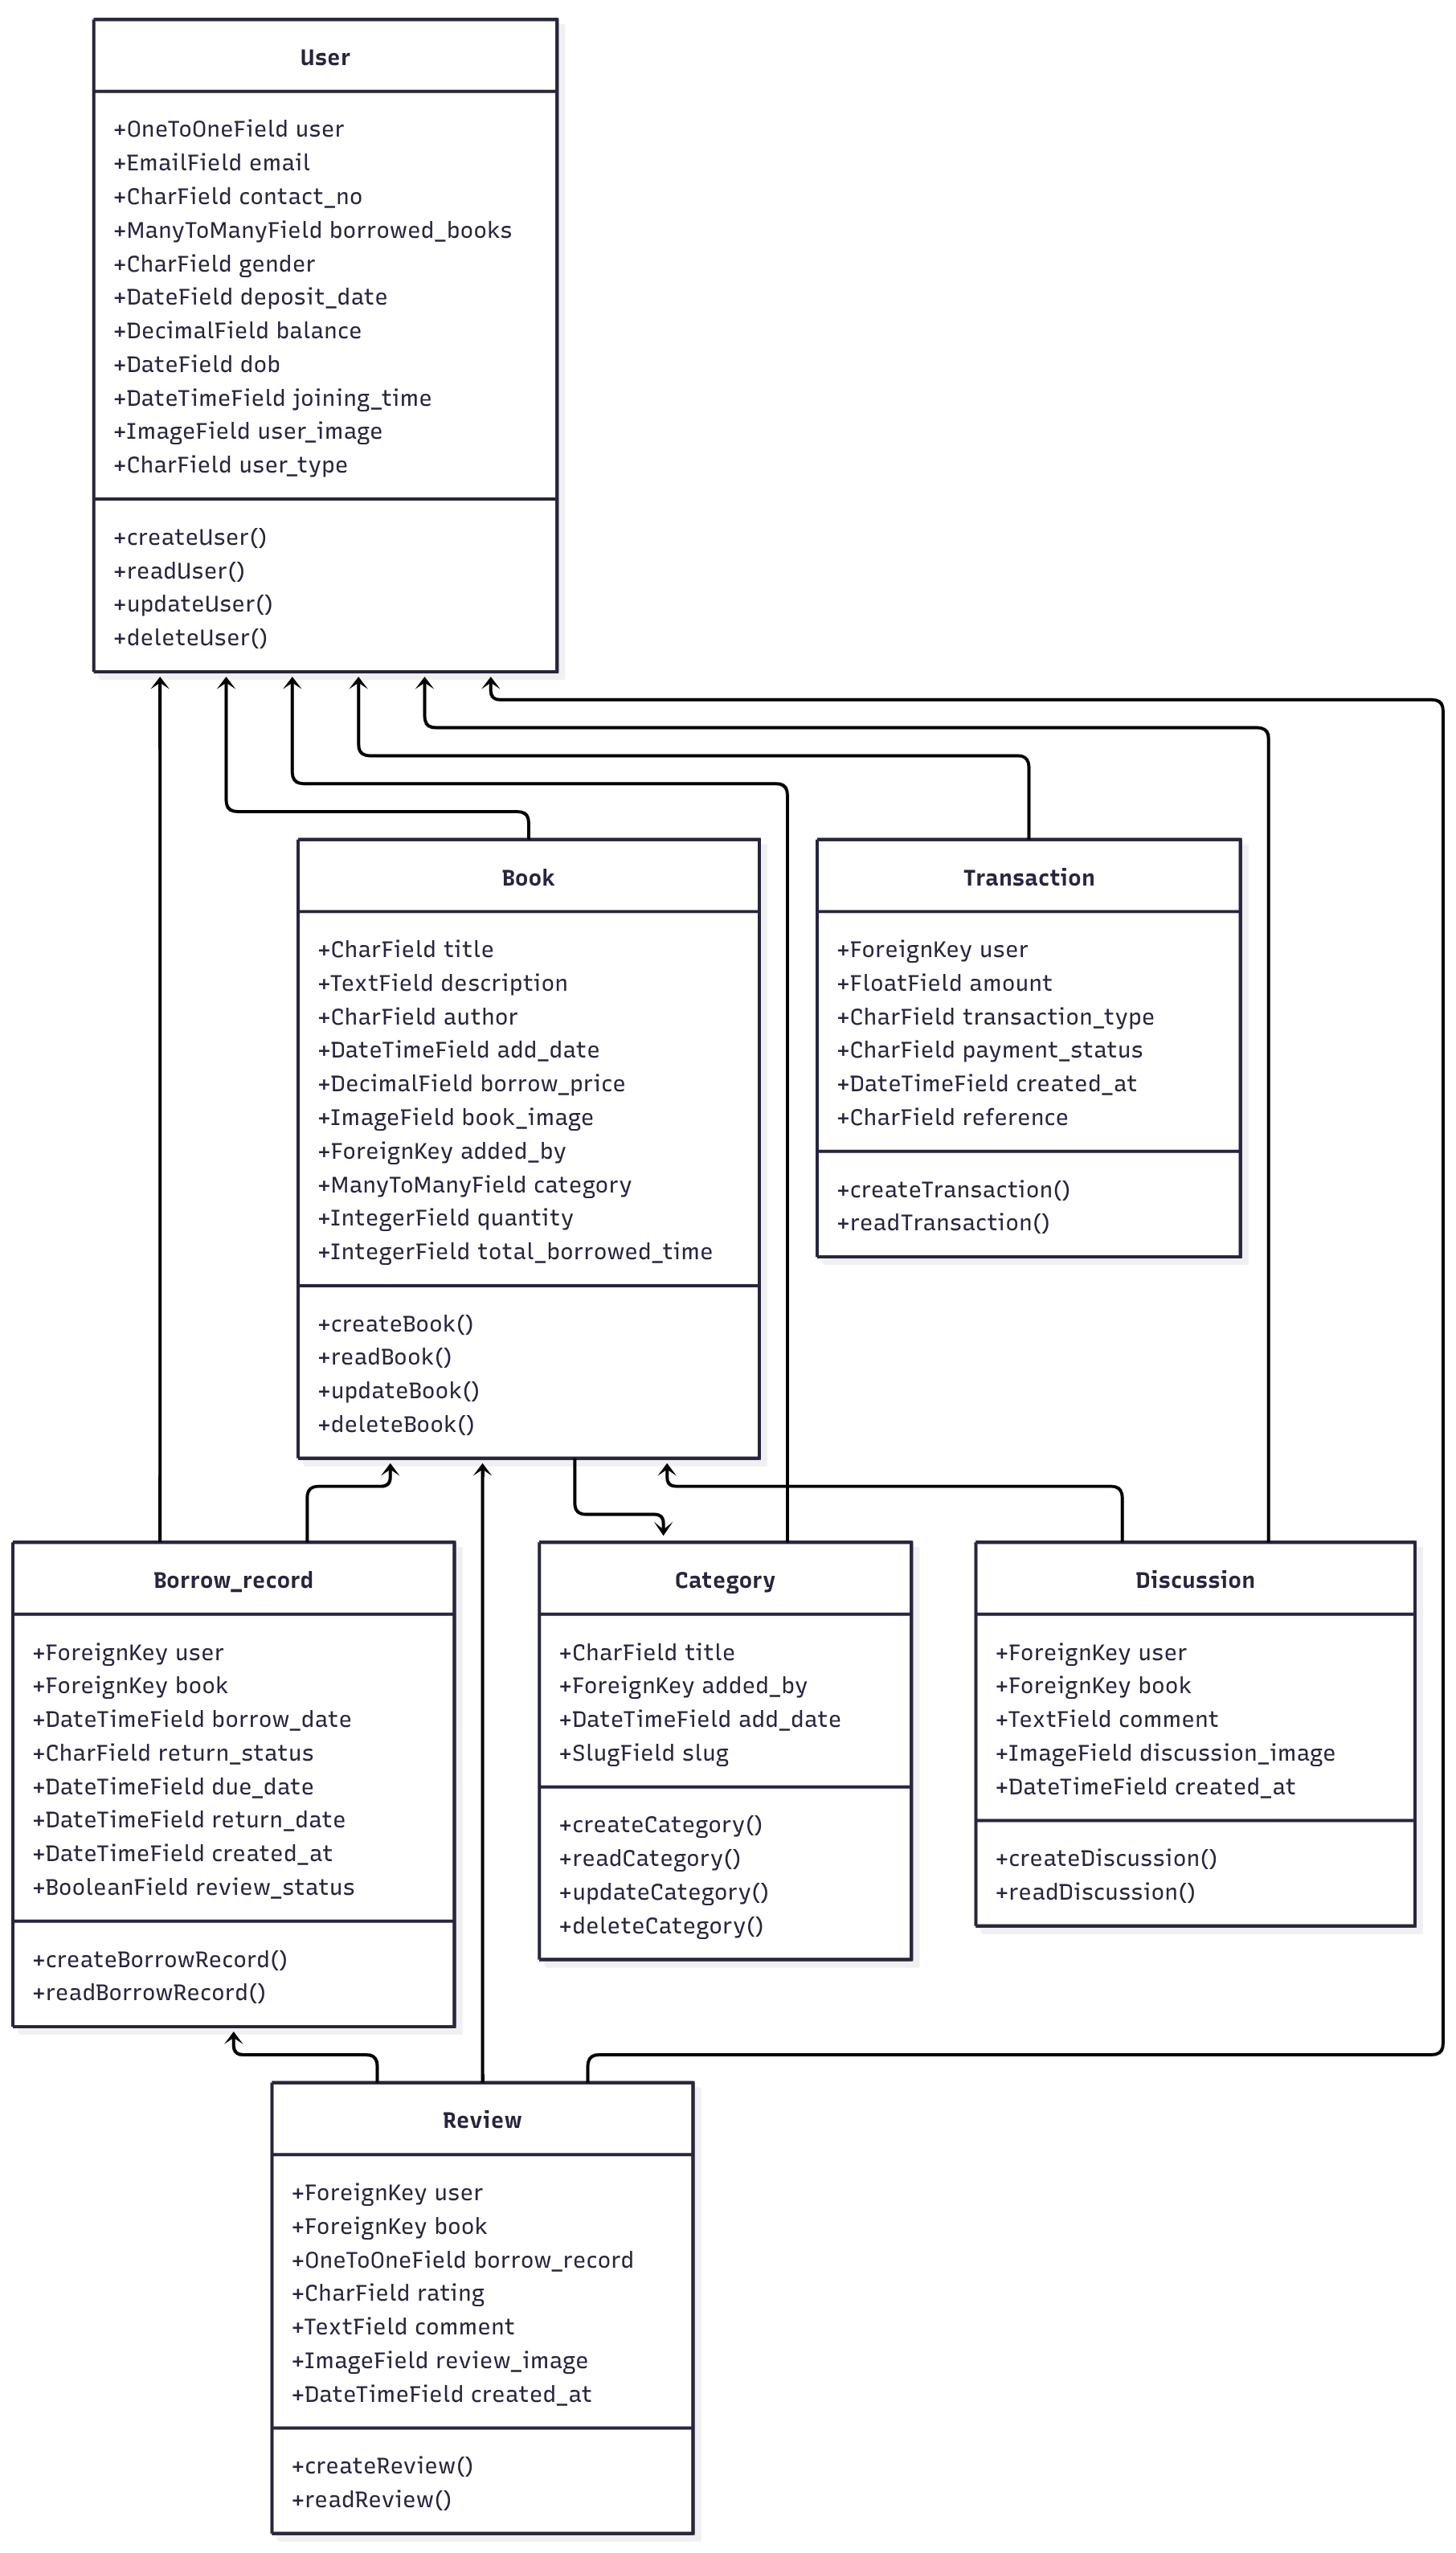 User
+OneToOneField user
+EmailField email
+CharField contact_no
+ManyToManyField borrowed_books
+CharField gender
+DateField deposit_date
+DecimalField balance
+DateField dob
+DateTimeField joining_time
+ImageField user_image
+CharField user_type
+createUser()
+readUser()
+updateUser()
+deleteUser()
Book
+CharField title
+TextField description
+CharField author
+DateTimeField add_date
+DecimalField borrow_price
+ImageField book_image
+ForeignKey added_by
+ManyToManyField category
+IntegerField quantity
+IntegerField total_borrowed_time
+createBook()
+readBook()
+updateBook()
+deleteBook()
Transaction
+ForeignKey user
+FloatField amount
+CharField transaction_type
+CharField payment_status
+DateTimeField created_at
+CharField reference
+createTransaction()
+readTransaction()
Borrow_record
+ForeignKey user
+ForeignKey book
+DateTimeField borrow_date
+CharField return_status
+DateTimeField due_date
+DateTimeField return_date
+DateTimeField created_at
+BooleanField review_status
+createBorrowRecord()
+readBorrowRecord()
Category
+CharField title
+ForeignKey added_by
+DateTimeField add_date
+SlugField slug
+createCategory()
+readCategory()
+updateCategory()
+deleteCategory()
Discussion
+ForeignKey user
+ForeignKey book
+TextField comment
+ImageField discussion_image
+DateTimeField created_at
+createDiscussion()
+readDiscussion()
Review
+ForeignKey user
+ForeignKey book
+OneToOneField borrow_record
+CharField rating
+TextField comment
+ImageField review_image
+DateTimeField created_at
+createReview()
+readReview()